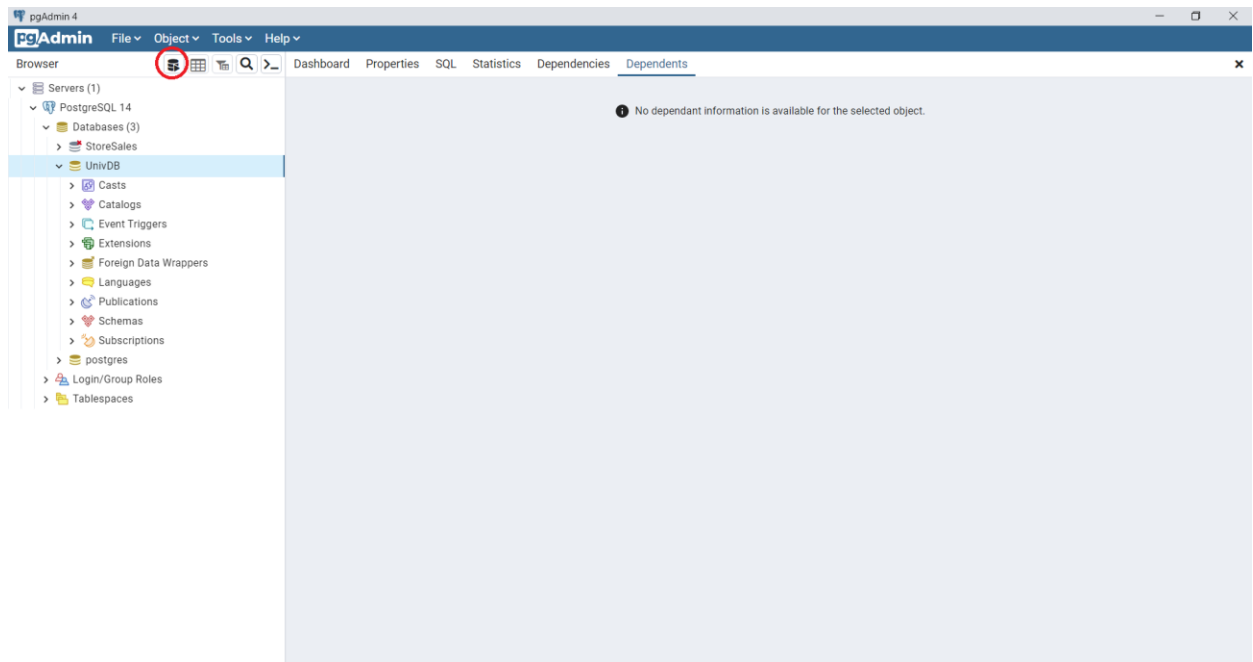 pgAdmin 4
pgAdmin File Object Tools Help
Browser
Dashboard Properties SQL Statistics Dependencies Dependents
Servers (1)
PostgreSQL 14
Databases (3)
StoreSales
UnivDB
Casts
Catalogs
Event Triggers
Extensions
Foreign Data Wrappers
Languages
Publications
Schemas
Subscriptions
postgres
Login/Group Roles
Tablespaces
No dependant information is available for the selected object.